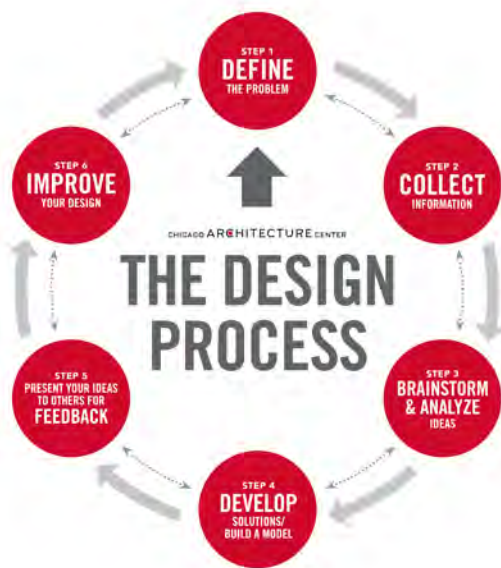 STEP 1
DEFINE
THE PROBLEM
STEP 2
COLLECT
INFORMATION
STEP 3
BRAINSTORM
& ANALYZE
IDEAS
STEP 4
DEVELOP
SOLUTIONS/
BUILD A MODEL
STEP 5
PRESENT YOUR IDEAS
TO OTHERS FOR
FEEDBACK
STEP 6
IMPROVE
YOUR DESIGN
CHICAGO ARCHITECTURE CENTER
THE DESIGN
PROCESS